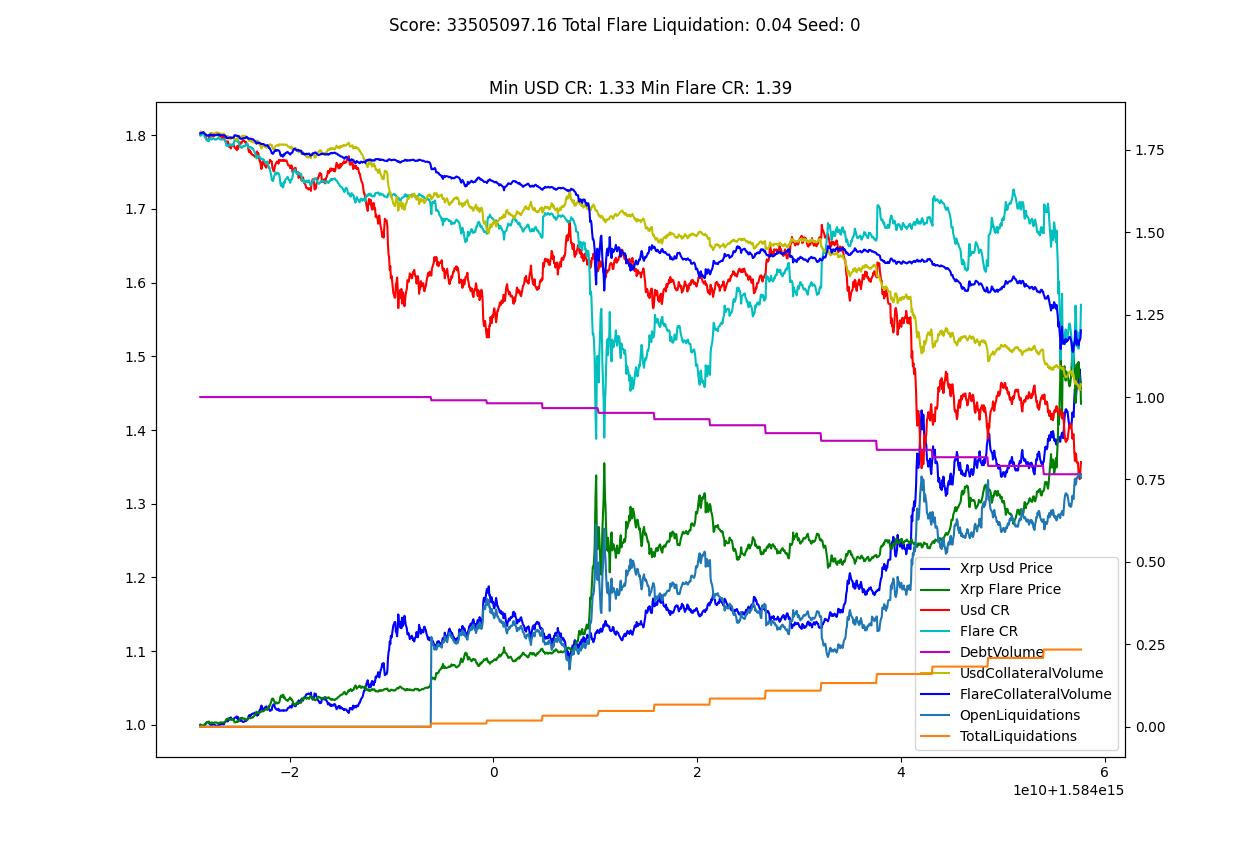 Score: 33505097.16 Total Flare Liquidation: 0.04 Seed: 0
Min USD CR: 1.33 Min Flare CR: 1.39
1.8
1.7
1.6
1.5
1.4
1.3
1.2
1.1
1.0
1.75
1.50
1.25
1.00
0.75
0.50
0.25
0.00
Xrp Usd Price
Xrp Flare Price
Usd CR
Flare CR
DebtVolume
UsdCollateralVolume
FlareCollateralVolume
OpenLiquidations
TotalLiquidations
−2 0 2 4 6
1e10+1.584e15